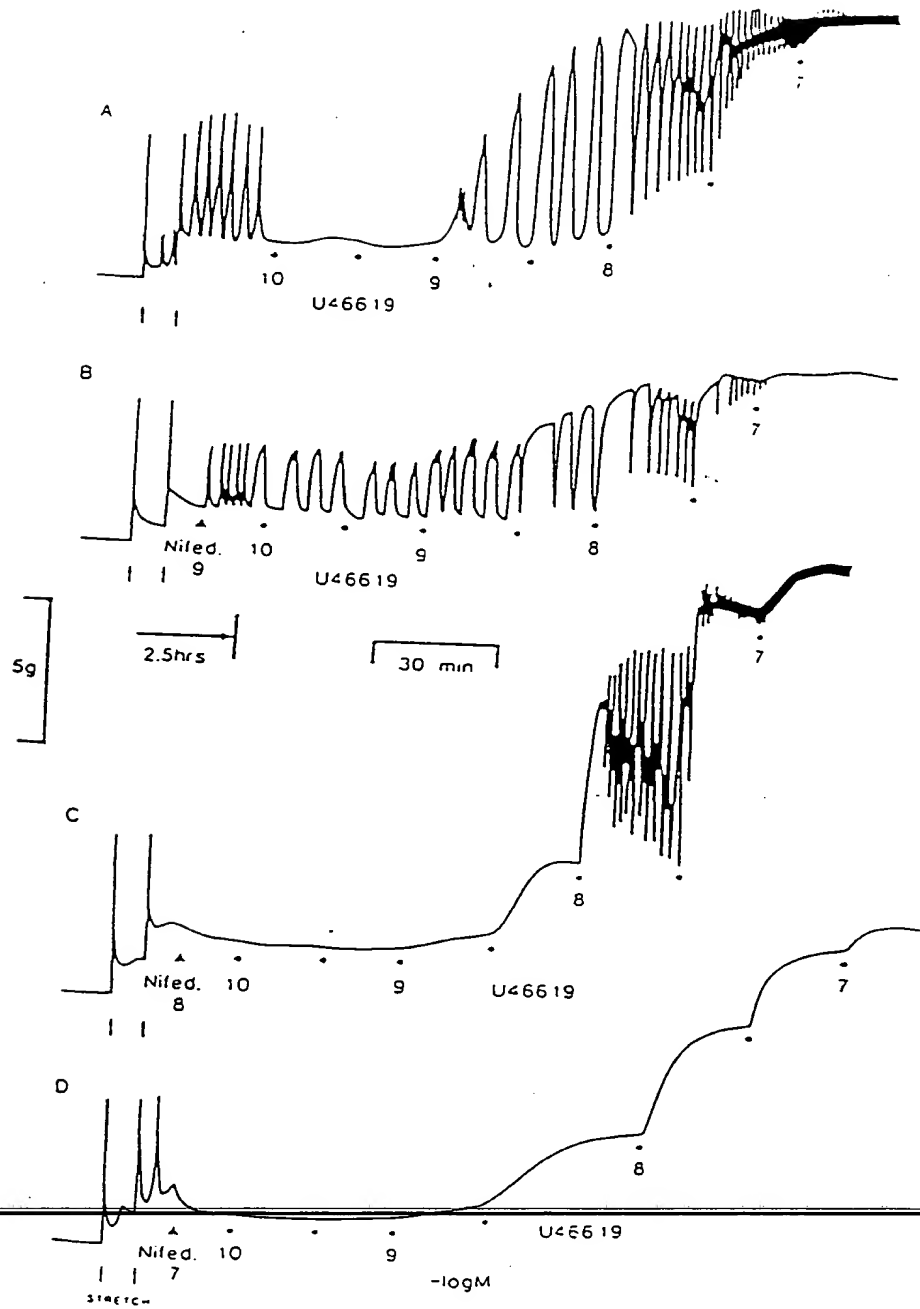 A
10 9 8
U46619
B
7
Nifed. 10 9 8
9 U46619
2.5hrs 30 min
5g
7
C
8
Nifed. 10 9 U46619
8
7
D
8
U46619
Nifed. 10 9
7 -logM
STRETCH